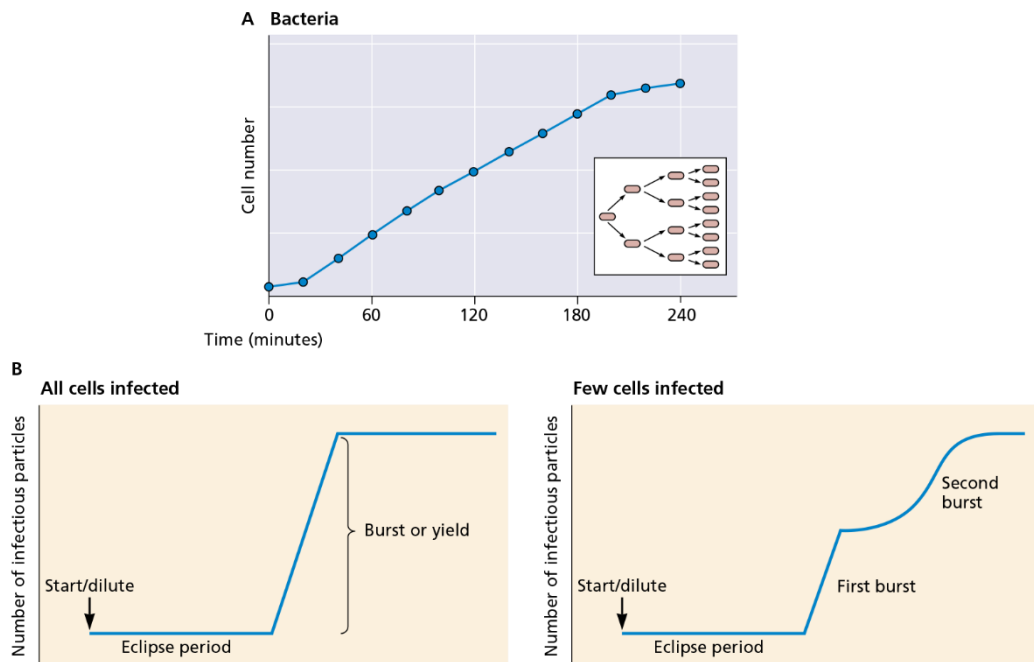 A Bacteria
Cell number
0 60 120 180 240
Time (minutes)
B
All cells infected
Number of infectious particles
Start/dilute
Eclipse period
Burst or yield
Few cells infected
Number of infectious particles
Start/dilute
Eclipse period
First burst
Second
burst